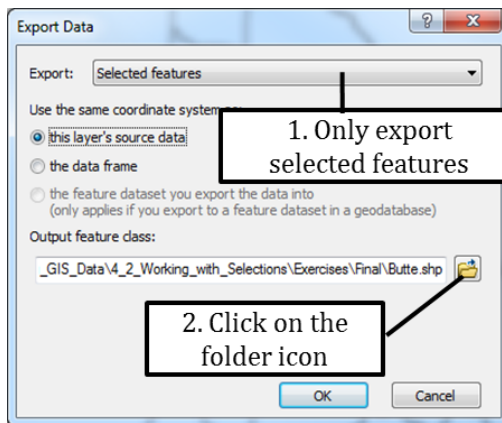 Export Data
Export: Selected features
Use the same coordinate system
this layer's source data
1. Only export
selected features
the data frame
the feature dataset you export the data into
(only applies if you export to a feature dataset in a geodatabase)
Output feature class:
_GIS_Data\4_2_Working_with_Selections\Exercises\Final\Butte.shp
2. Click on the
folder icon
OK Cancel